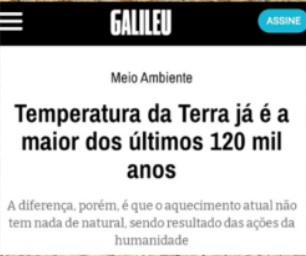 GALILEU
ASSINE
Meio Ambiente
Temperatura da Terra já é a
maior dos últimos 120 mil
anos
A diferença, porém, é que o aquecimento atual não
tem nada de natural, sendo resultado das ações da
humanidade